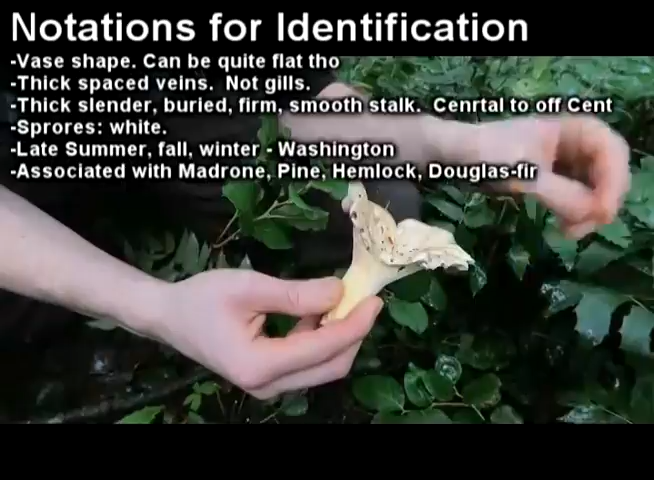 Notations for Identification
-Vase shape. Can be quite flat tho
-Thick spaced veins. Not gills.
-Thick slender, buried, firm, smooth stalk. Cenrtal to off Cent
-Sprores: white.
-Late Summer, fall, winter - Washington
-Associated with Madrone, Pine, Hemlock, Douglas-fir